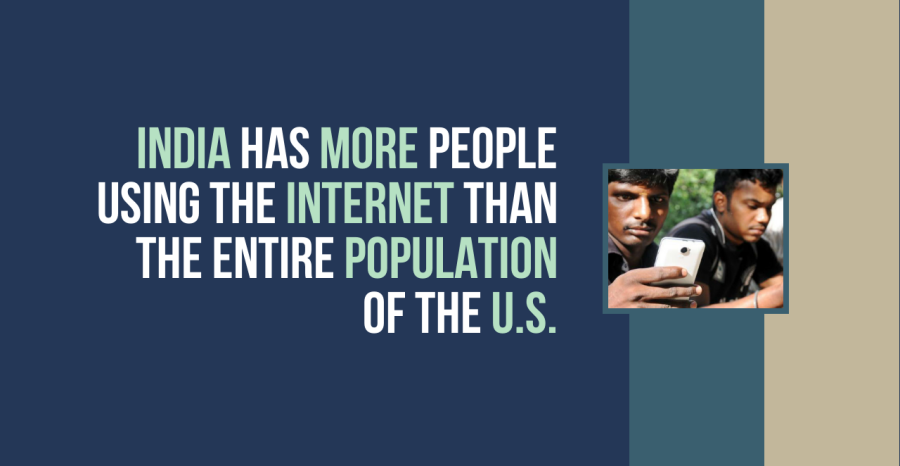 INDIA HAS MORE PEOPLE
USING THE INTERNET THAN
THE ENTIRE POPULATION
OF THE U.S.